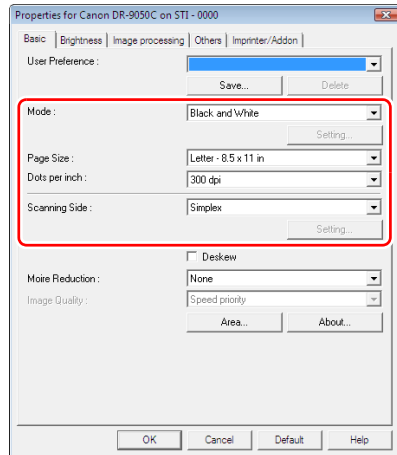 Properties for Canon DR-9050C on STI - 0000
Basic Brightness Image processing Others Imprinter/Addon
User Preference :
Save... Delete
Mode : Black and White
Setting...
Page Size : Letter - 8.5 x 11 in
Dots per inch : 300 dpi
Scanning Side : Simplex
Setting...
Deskew
Moire Reduction : None
Image Quality : Speed priority
Area... About...
OK Cancel Default Help